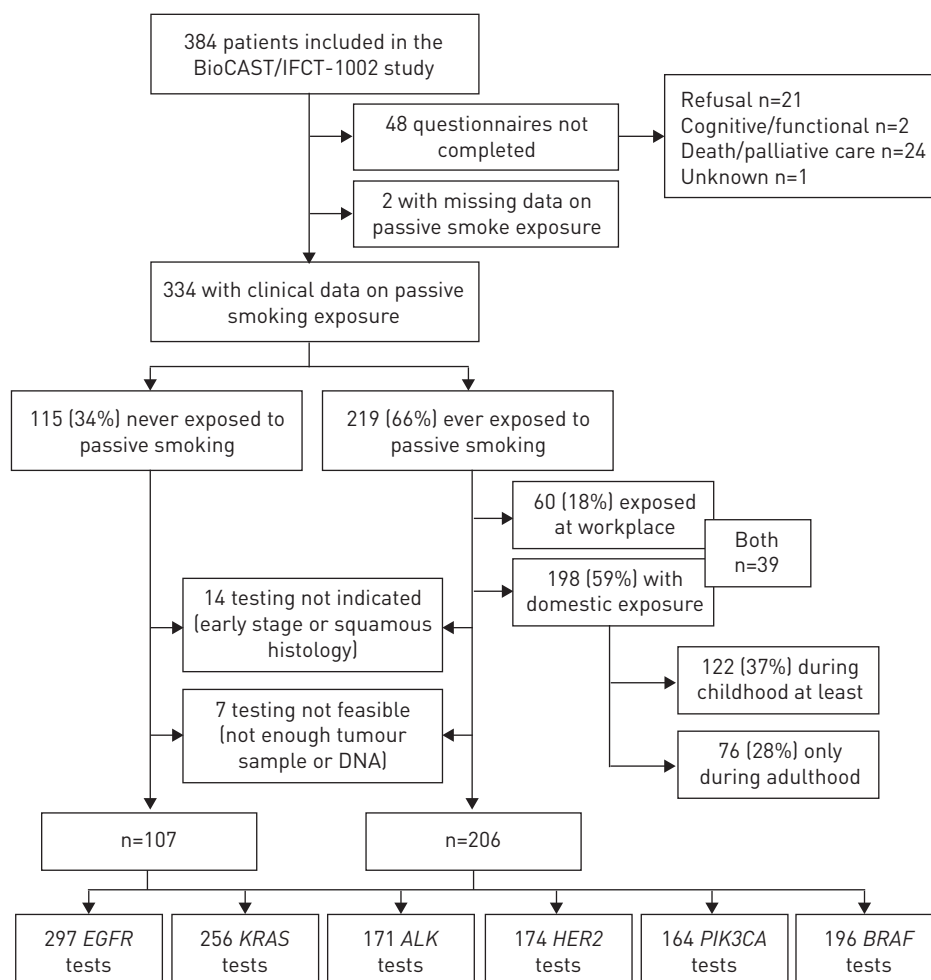 384 patients included in the
BioCAST/IFCT-1002 study
48 questionnaires not
completed
Refusal n=21
Cognitive/functional n=2
Death/palliative care n=24
Unknown n=1
2 with missing data on
passive smoke exposure
334 with clinical data on passive
smoking exposure
115 (34%) never exposed to
passive smoking
219 (66%) ever exposed to
passive smoking
60 (18%) exposed
at workplace
Both
n=39
198 (59%) with
domestic exposure
14 testing not indicated
(early stage or squamous
histology)
122 (37%) during
childhood at least
7 testing not feasible
(not enough tumour
sample or DNA)
76 (28%) only
during adulthood
n=107
n=206
297 EGFR
tests
256 KRAS
tests
171 ALK
tests
174 HER2
tests
164 PIK3CA
tests
196 BRAF
tests